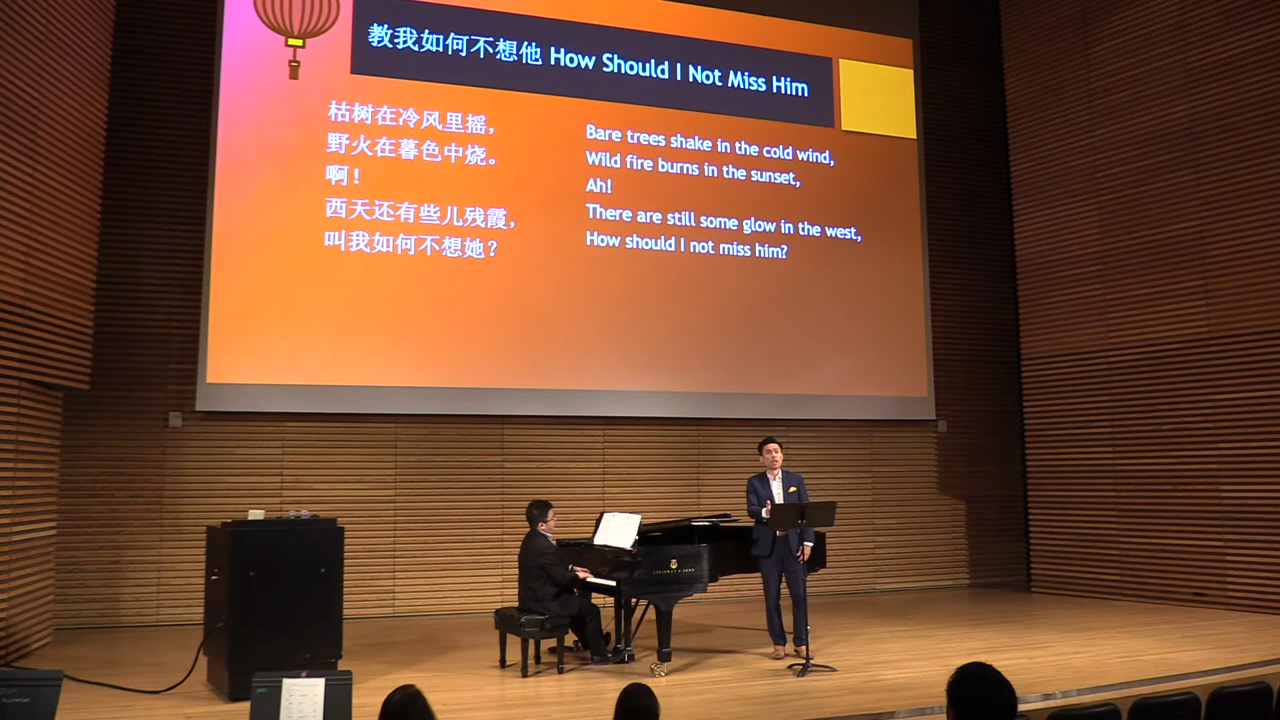 教我如何不想他 How Should I Not Miss Him
枯树在冷风里摇，
野火在暮色中烧。
啊！
西天还有些儿残霞，
叫我如何不想她？
Bare trees shake in the cold wind,
Wild fire burns in the sunset,
Ah!
There are still some glow in the west,
How should I not miss him?
STEINWAY & SONS